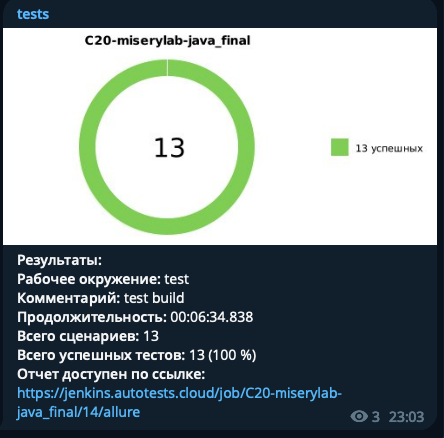 tests
C20-miserylab-java_final
13
13 успешных
Результаты:
Рабочее окружение: test
Комментарий: test build
Продолжительность: 00:06:34.838
Всего сценариев: 13
Всего успешных тестов: 13 (100 %)
Отчет доступен по ссылке:
https://jenkins.autotests.cloud/job/C20-miserylab-
java_final/14/allure
3 23:03